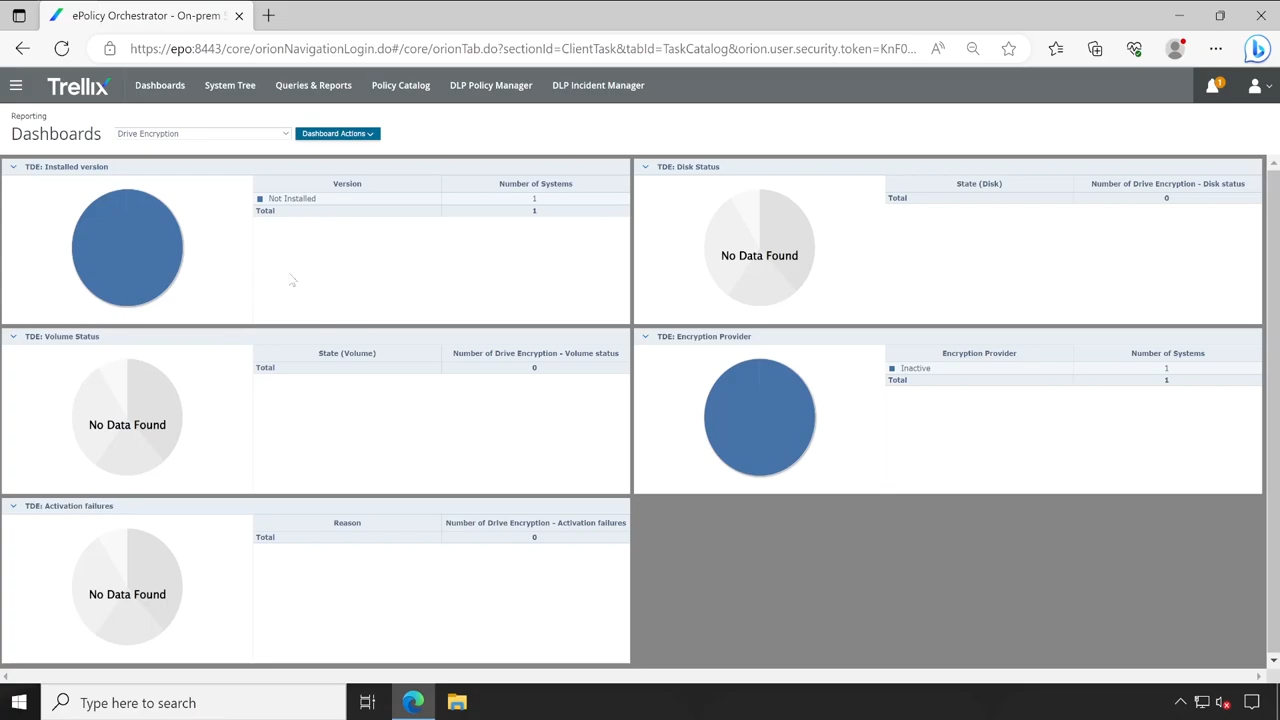 ePolicy Orchestrator - On-prem
https://epo:8443/core/orionNavigationLogin.do#/core/orionTab.do?sectionId=ClientTask&tabId=TaskCatalog&orion.user.security.token=KnF0...
Trellix Dashboards System Tree Queries & Reports Policy Catalog DLP Policy Manager DLP Incident Manager 1
Reporting
Dashboards Drive Encryption Dashboard Actions
TDE: Installed version
Version Number of Systems
Not Installed 1
Total 1
TDE: Disk Status
State (Disk) Number of Drive Encryption - Disk status
Total 0
No Data Found
TDE: Volume Status
State (Volume) Number of Drive Encryption - Volume status
Total 0
No Data Found
TDE: Encryption Provider
Encryption Provider Number of Systems
Inactive 1
Total 1
TDE: Activation failures
Reason Number of Drive Encryption - Activation failures
Total 0
No Data Found
Type here to search